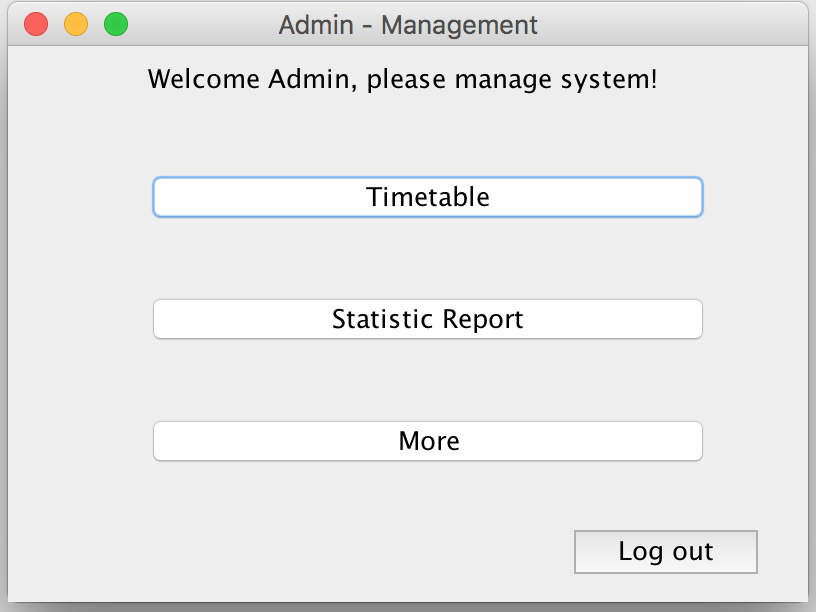 Admin - Management
Welcome Admin, please manage system!
Timetable
Statistic Report
More
Log out